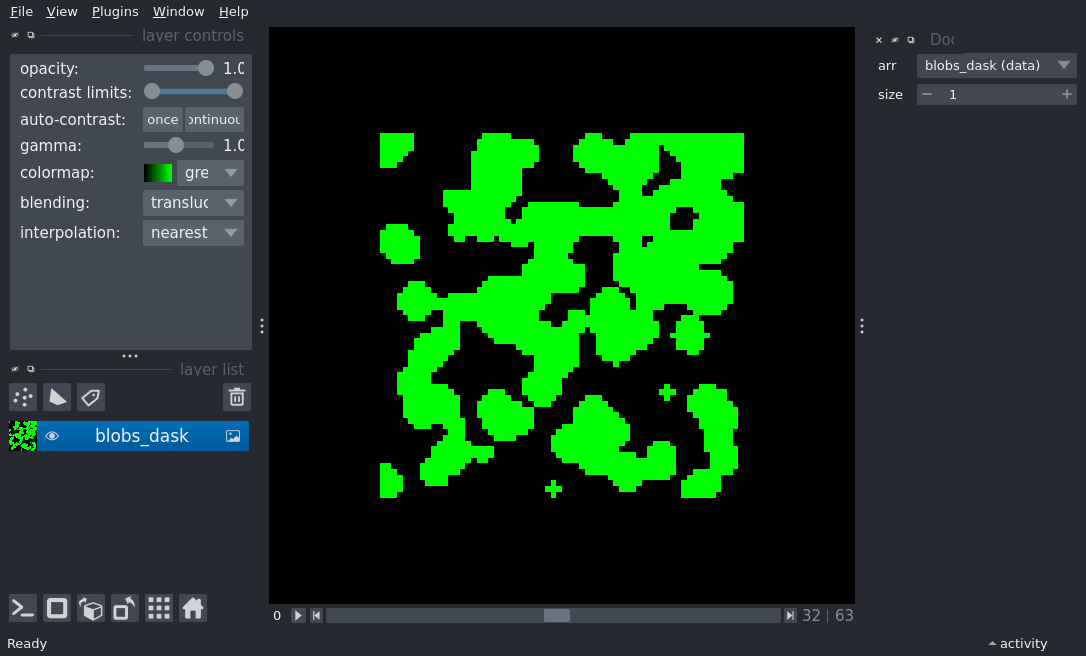 File View Plugins Window Help
layer controls
opacity: 1.0
contrast limits:
auto-contrast: once ontinuou
gamma: 1.0
colormap: gre
blending: transluc
interpolation: nearest
layer list
blobs_dask
0 32 | 63
Ready
Doc
arr blobs_dask (data)
size 1
activity